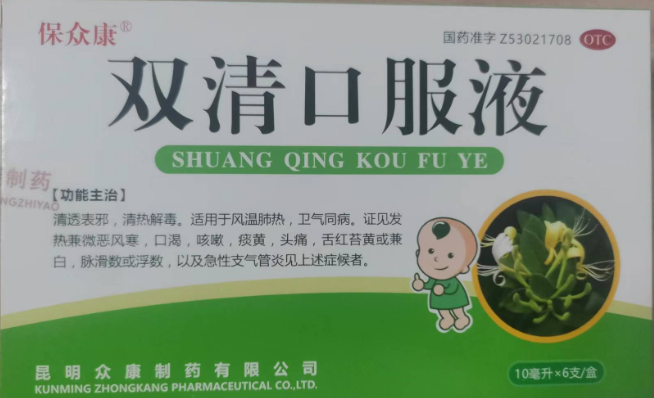 保众康®
国药准字 Z53021708 OTC
双清口服液
SHUANG QING KOU FU YE
制药
NGZHIYAO
【功能主治】
清透表邪，清热解毒。适用于风温肺热，卫气同病。证见发
热兼微恶风寒，口渴，咳嗽，痰黄，头痛，舌红苔黄或兼
白，脉滑数或浮数，以及急性支气管炎见上述症候者。
昆明众康制药有限公司
KUNMING ZHONGKANG PHARMACEUTICAL CO.,LTD.
10毫升×6支/盒